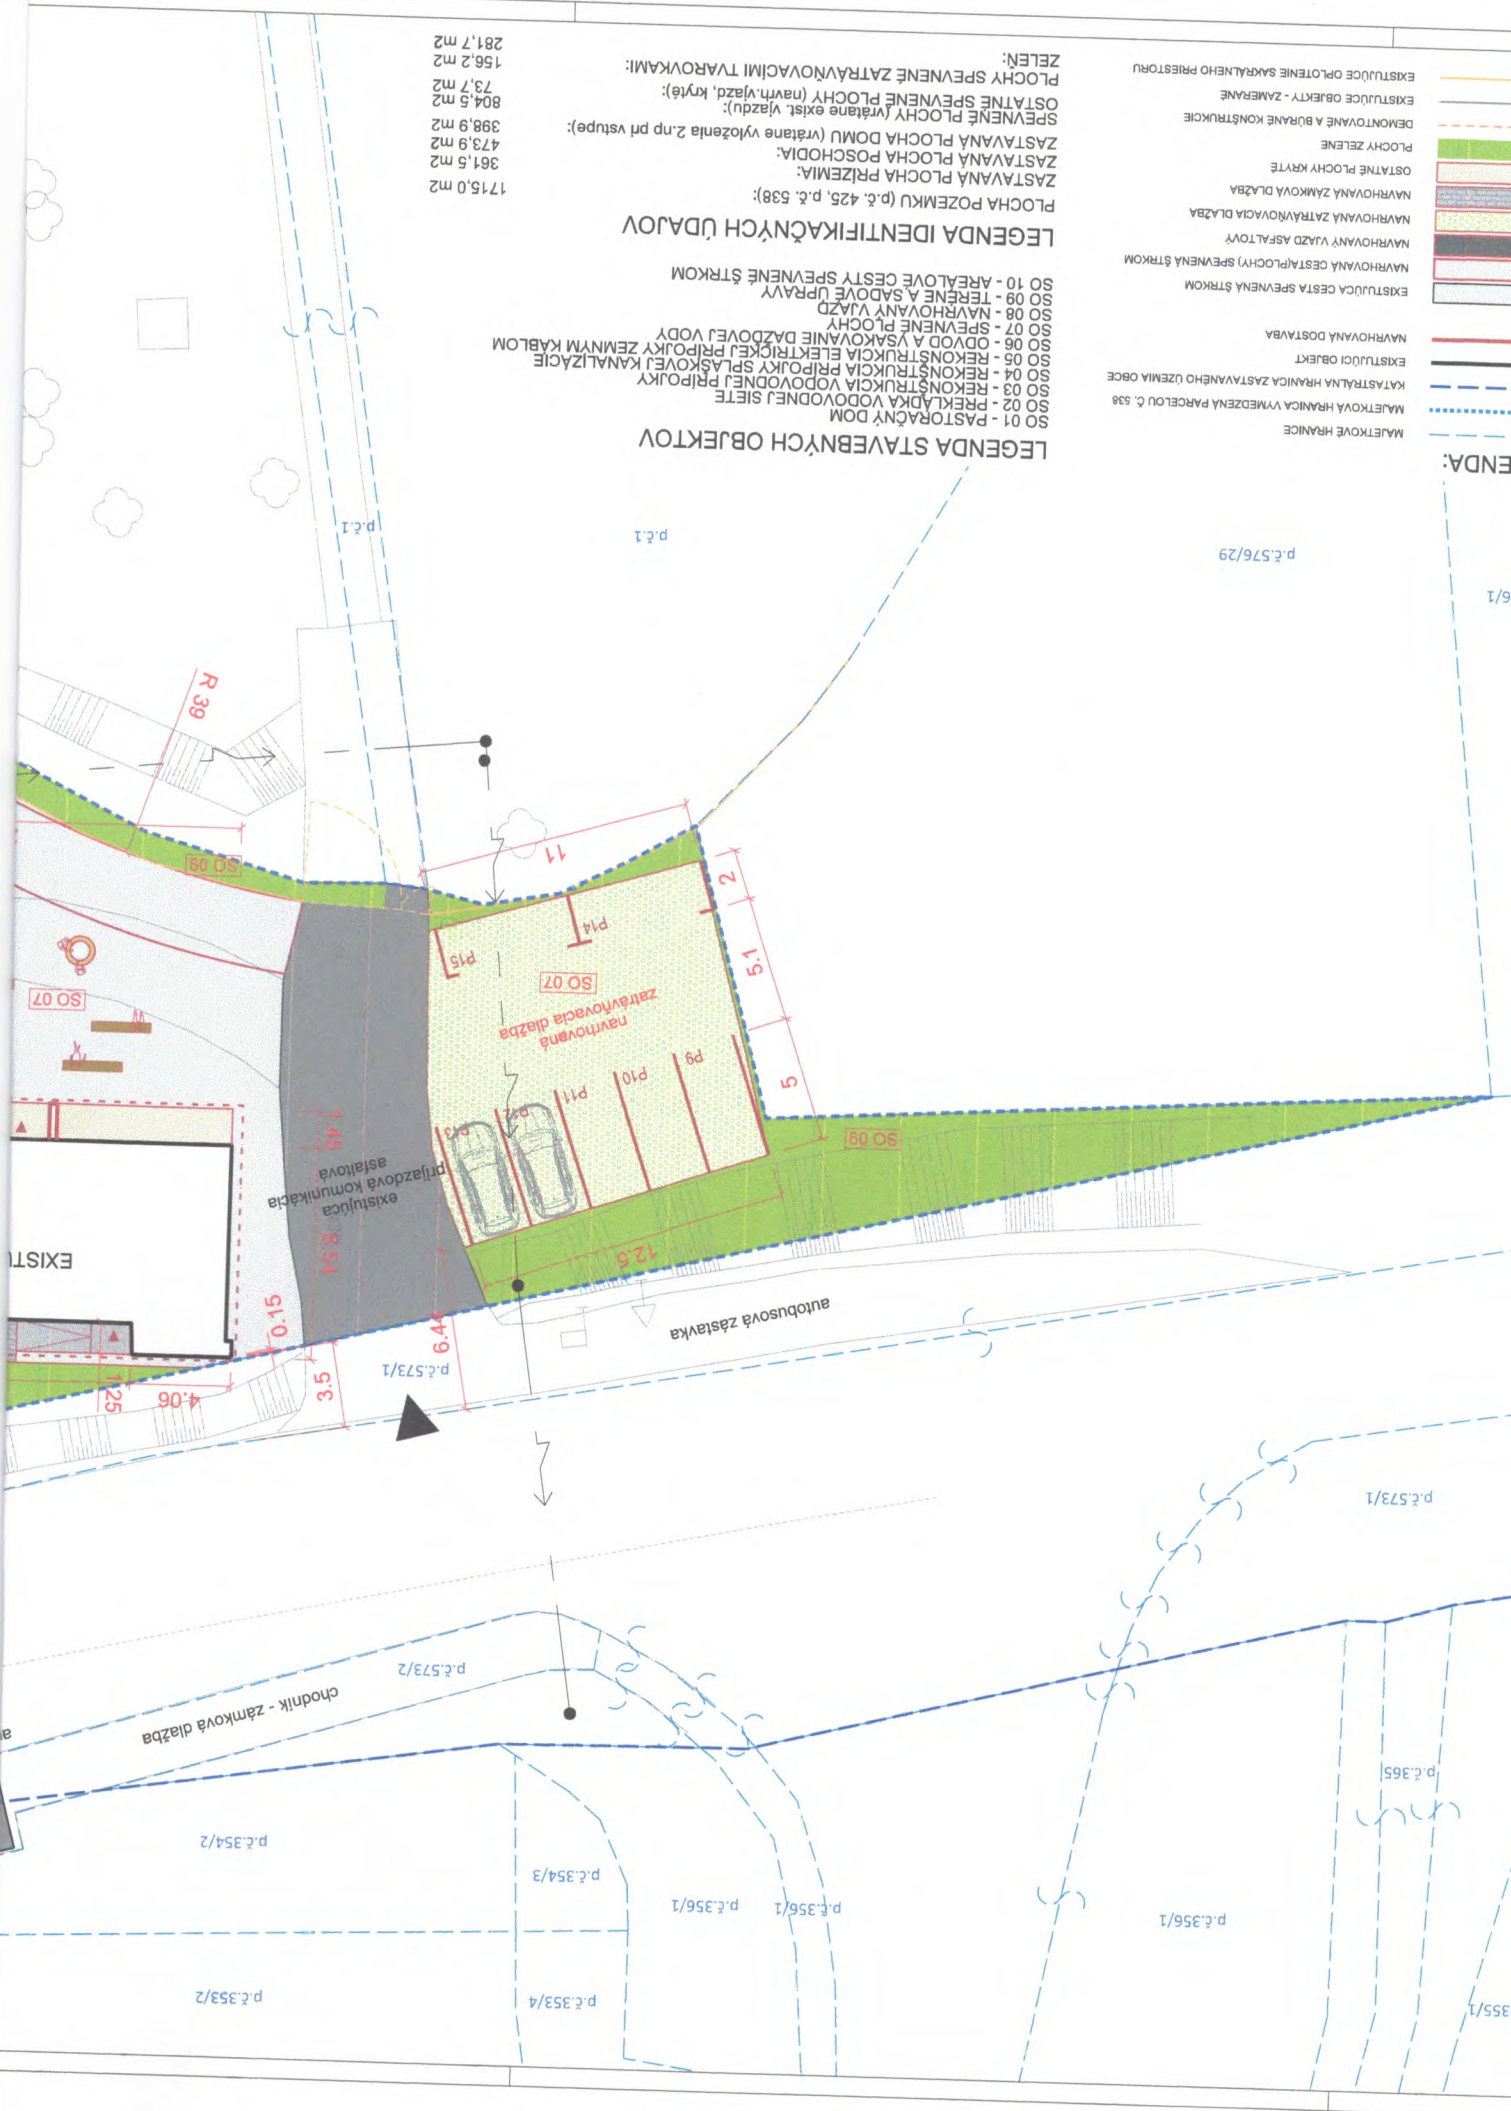 355/1
p.č.353/4
p.č.353/2
p.č.356/1
p.č.356/1
p.č.356/1
p.č.354/3
p.č.354/2
p.č.365
chodník - zámková dlažba
p.č.573/2
p.č.573/1
p.č.573/1
autobusová zástavka
4.06
1.25
3.5
6.44
0.15
12.5
EXISTU
existujúca
príjazdová komunikácia
asfaltová
8.51
1.45
SO 09
P13
P12
P11
P10
P9
5
5.1
2
11
navrhovaná
zatrávňovacia dlažba
SO 07
SO 07
P14
P15
SO 09
R 39
6/1
p.č.576/29
p.č.1
p.č.1
ENDA:
MAJETKOVÉ HRANICE
MAJETKOVÁ HRANICA VYMEDZENÁ PARCELOU Č. 538
KATASTRÁLNA HRANICA ZASTAVANÉHO ÚZEMIA OBCE
EXISTUJÚCI OBJEKT
NAVRHOVANÁ DOSTAVBA
EXISTUJÚCA CESTA SPEVNENÁ ŠTRKOM
NAVRHOVANÁ CESTA(PLOCHY) SPEVNENÁ ŠTRKOM
NAVRHOVANÝ VJAZD ASFALTOVÝ
NAVRHOVANÁ ZATRÁVŇOVACIA DLAŽBA
NAVRHOVANÁ ZÁMKOVÁ DLAŽBA
OSTATNÉ PLOCHY KRYTÉ
PLOCHY ZELENE
DEMONTOVANÉ A BÚRANÉ KONŠTRUKCIE
EXISTUJÚCE OBJEKTY - ZAMERANÉ
EXISTUJÚCE OPLOTENIE SAKRÁLNEHO PRIESTORU
LEGENDA STAVEBNÝCH OBJEKTOV
SO 01 - PASTORAČNÝ DOM
SO 02 - PREKLÁDKA VODOVODNEJ SIETE
SO 03 - REKONŠTRUKCIA VODOVODNEJ PRÍPOJKY
SO 04 - REKONŠTRUKCIA PRÍPOJKY SPLAŠKOVEJ KANALIZÁCIE
SO 05 - REKONŠTRUKCIA ELEKTRICKEJ PRÍPOJKY ZEMNÝM KÁBLOM
SO 06 - ODVOD A VSAKOVANIE DAŽĎOVEJ VODY
SO 07 - SPEVNENÉ PLOCHY
SO 08 - NAVRHOVANÝ VJAZD
SO 09 - TERÉNE A SADOVÉ ÚPRAVY
SO 10 - AREÁLOVÉ CESTY SPEVNENÉ ŠTRKOM
LEGENDA IDENTIFIKAČNÝCH ÚDAJOV
PLOCHA POZEMKU (p.č. 425, p.č. 538): 1715,0 m2
ZASTAVANÁ PLOCHA PRÍZEMIA: 361,5 m2
ZASTAVANÁ PLOCHA POSCHODIA: 473,9 m2
ZASTAVANÁ PLOCHA DOMU (vrátane vyloženia 2.np pri vstupe): 398,9 m2
SPEVNENÉ PLOCHY (vrátane exist. vjazdu): 804,5 m2
OSTATNÉ SPEVNENÉ PLOCHY (navrh.vjazd, kryté): 73,7 m2
PLOCHY SPEVNENÉ ZATRÁVŇOVACÍMI TVAROVKAMI: 156,2 m2
ZELEŇ: 281,7 m2